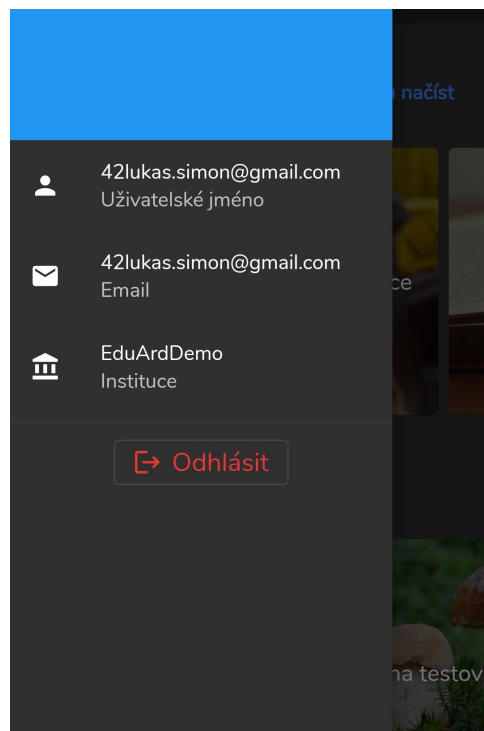 načíst
42lukas.simon@gmail.com
Uživatelské jméno
42lukas.simon@gmail.com
Email
ce
EduArdDemo
Instituce
Odhlásit
na testov